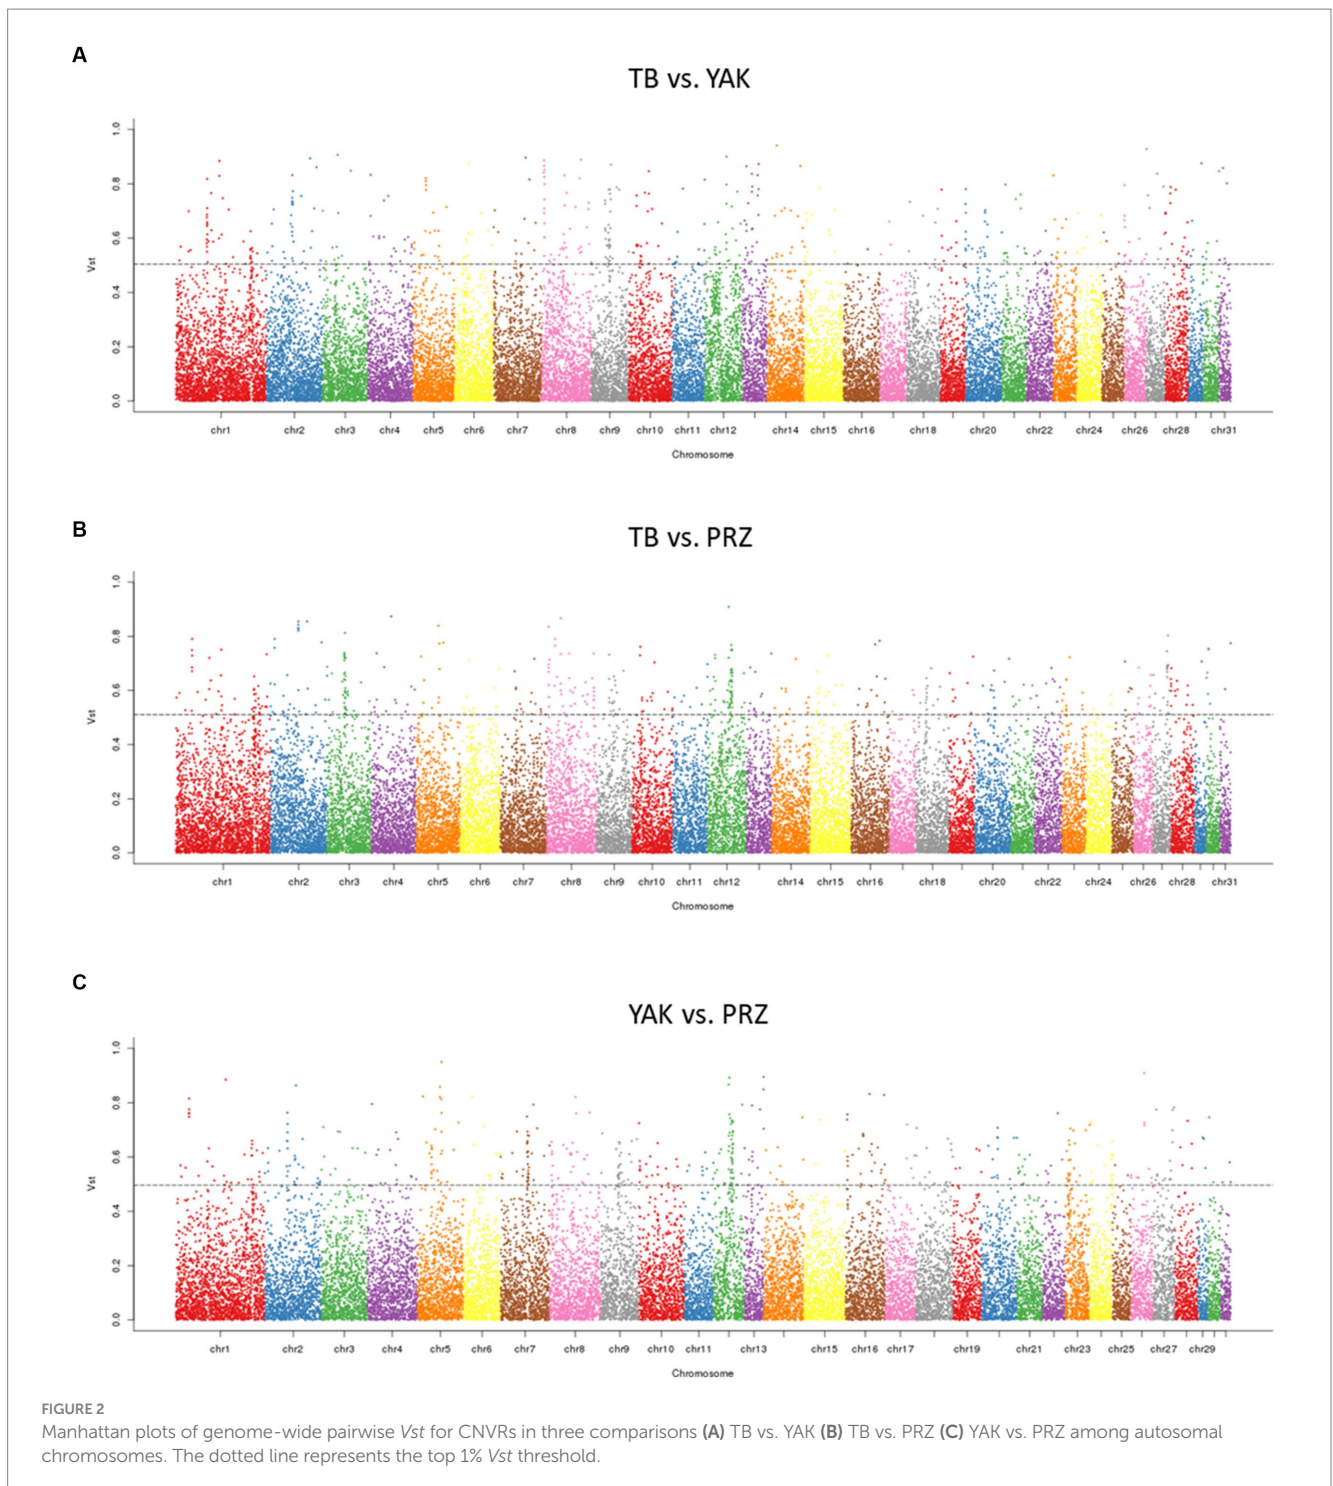 A
TB vs. YAK
1.0
0.8
0.6
0.4
0.2
0.0
Vst
chr1 chr2 chr3 chr4 chr5 chr6 chr7 chr8 chr9 chr10 chr11 chr12 chr14 chr15 chr16 chr18 chr20 chr22 chr24 chr26 chr28 chr31
Chromosome
B
TB vs. PRZ
1.0
0.8
0.6
0.4
0.2
0.0
Vst
chr1 chr2 chr3 chr4 chr5 chr6 chr7 chr8 chr9 chr10 chr11 chr12 chr14 chr15 chr16 chr18 chr20 chr22 chr24 chr26 chr28 chr31
Chromosome
C
YAK vs. PRZ
1.0
0.8
0.6
0.4
0.2
0.0
Vst
chr1 chr2 chr3 chr4 chr5 chr6 chr7 chr8 chr9 chr10 chr11 chr13 chr15 chr16 chr17 chr19 chr21 chr23 chr25 chr27 chr29
Chromosome
FIGURE 2
Manhattan plots of genome-wide pairwise Vst for CNVRs in three comparisons (A) TB vs. YAK (B) TB vs. PRZ (C) YAK vs. PRZ among autosomal
chromosomes. The dotted line represents the top 1% Vst threshold.